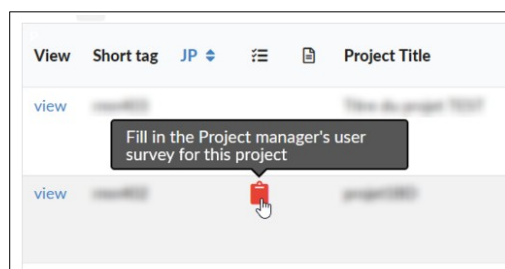 View Short tag JP Project Title
view
Fill in the Project manager's user
survey for this project
view